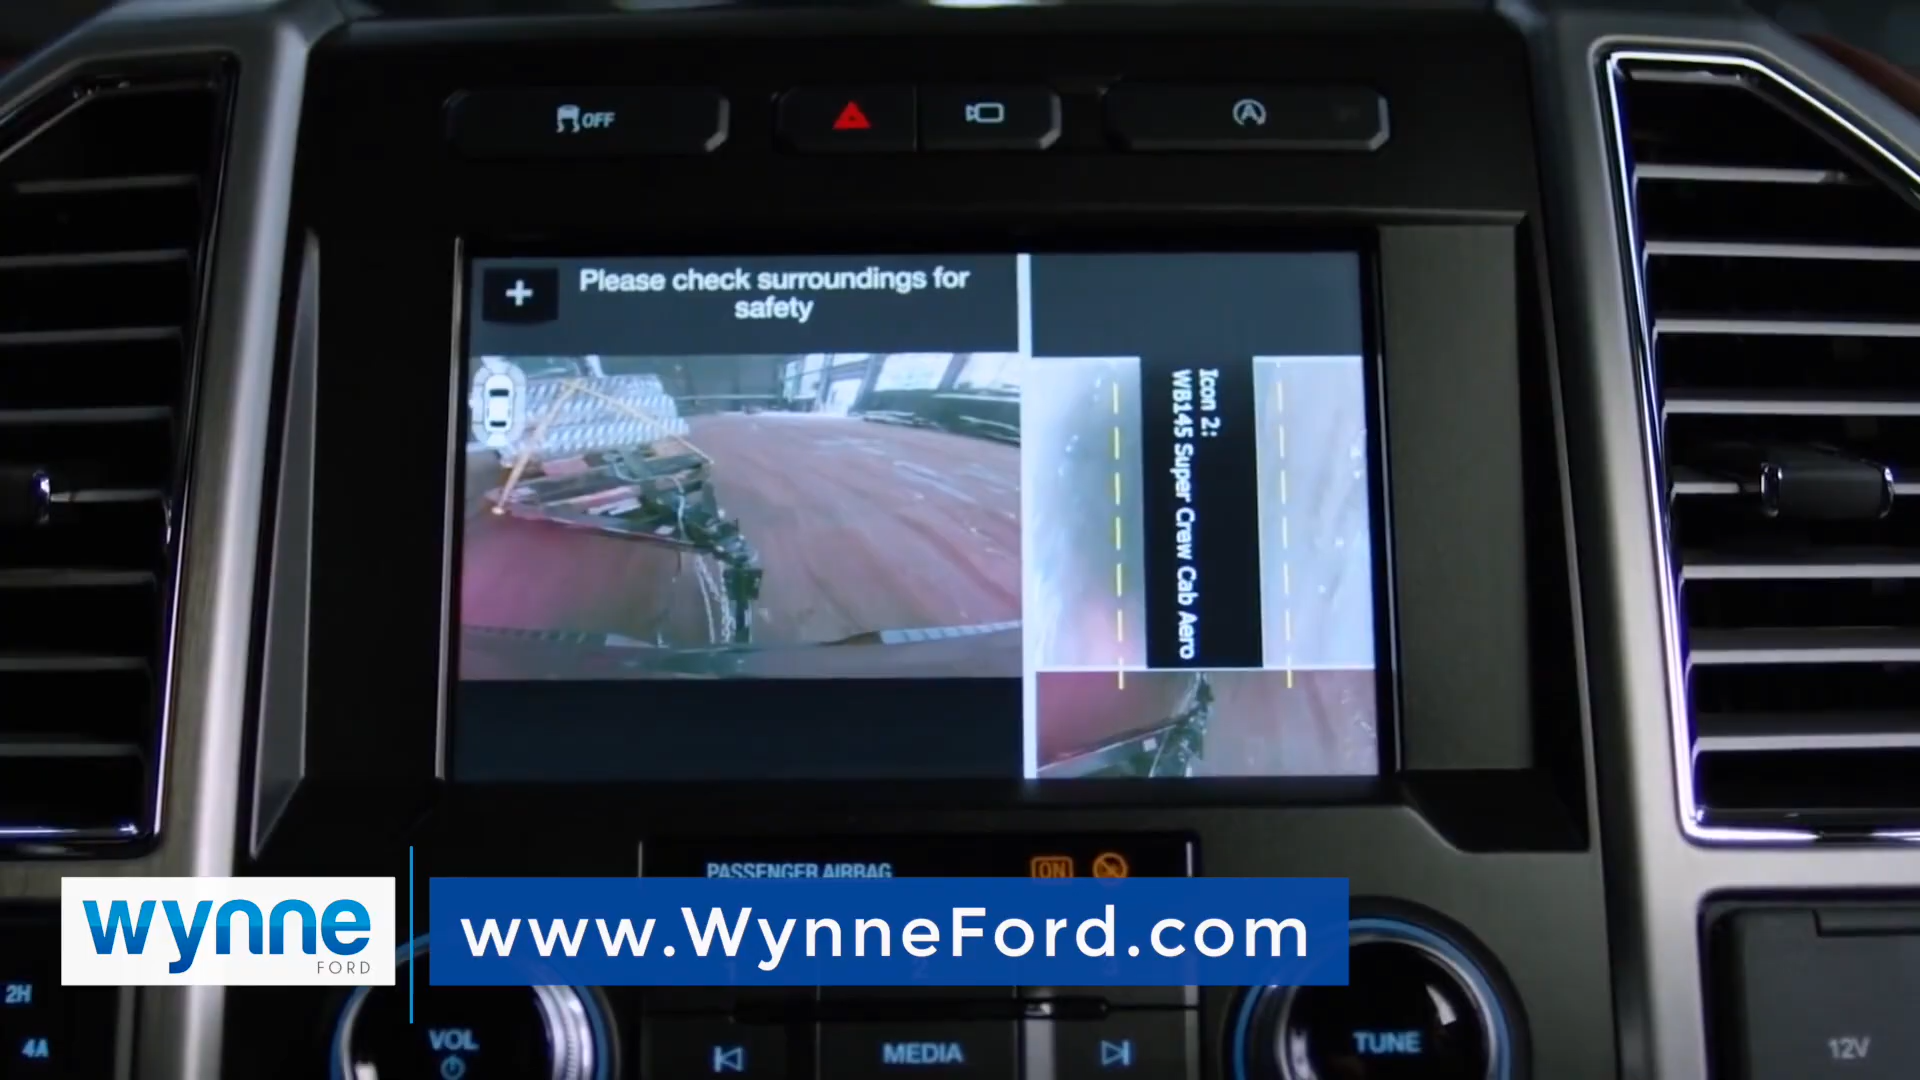 OFF
Please check surroundings for
safety
Icon 2:
WB145 Super Crew Cab Aero
PASSENGER AIRBAG
ON
wynne
FORD
www.WynneFord.com
2H
4A
VOL
MEDIA
TUNE
12V